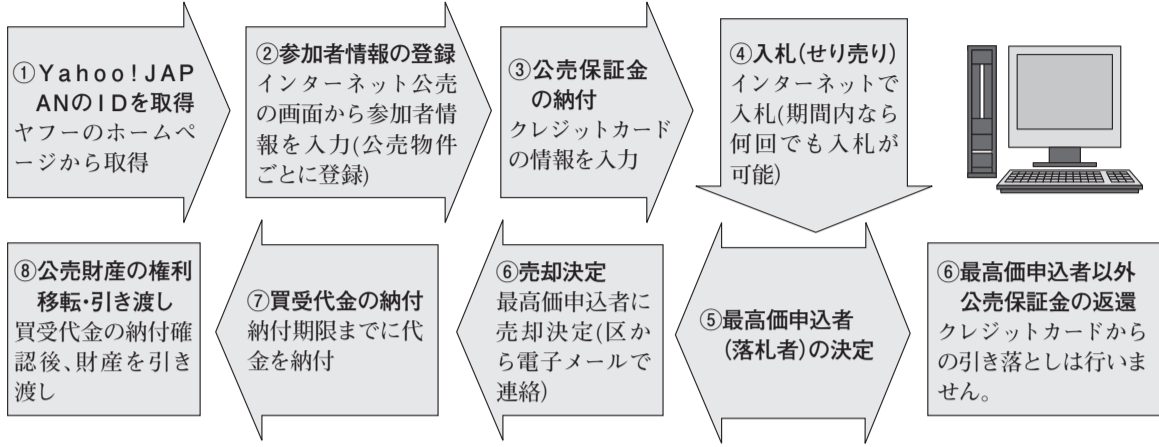 ①Yahoo!JAP
ANのIDを取得
ヤフーのホームペ
ージから取得
②参加者情報の登録
インターネット公売
の画面から参加者情
報を入力(公売物件
ごとに登録)
③公売保証金
の納付
クレジットカード
の情報を入力
④入札(せり売り)
インターネットで
入札(期間内なら
何回でも入札が
可能)
⑤最高価申込者
(落札者)の決定
⑥最高価申込者以外
公売保証金の返還
クレジットカードから
の引き落としは行いま
せん。
⑥売却決定
最高価申込者に
売却決定(区か
ら電子メールで
連絡)
⑦買受代金の納付
納付期限までに代
金を納付
⑧公売財産の権利
移転・引き渡し
買受代金の納付確
認後、財産を引き
渡し